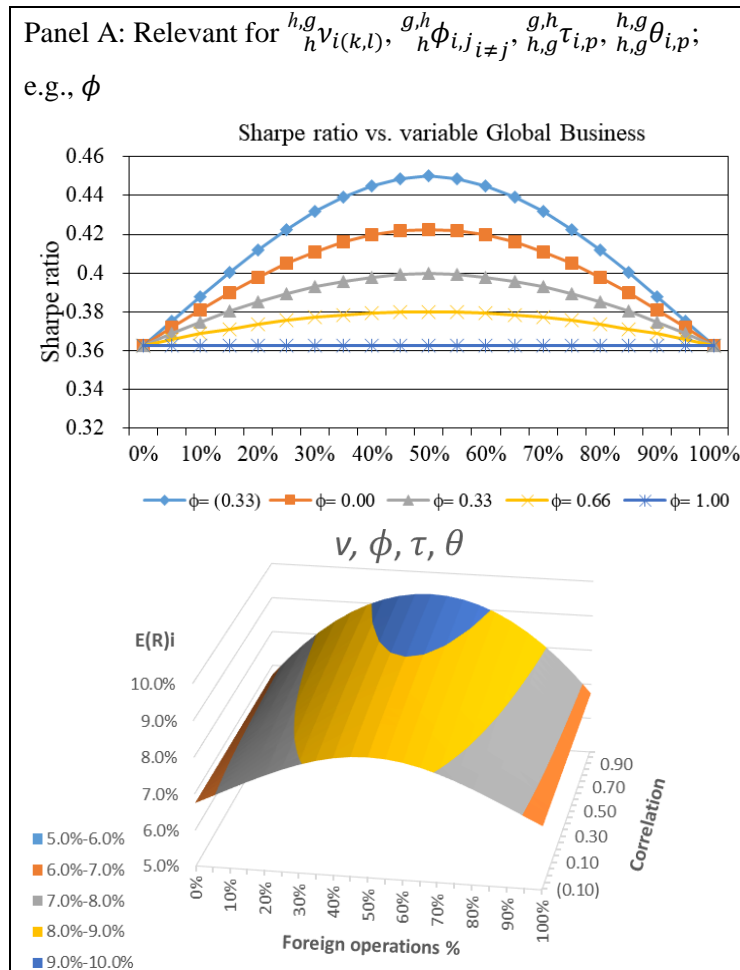 Panel A: Relevant for ^{h,g}_{h}ν_{i(k,l)}, ^{g,h}_{h}ϕ_{i,j_{i≠j}}, ^{g,h}_{h,g}τ_{i,p}, ^{h,g}_{h,g}θ_{i,p};
e.g., ϕ
Sharpe ratio vs. variable Global Business
Sharpe ratio
0.46
0.44
0.42
0.4
0.38
0.36
0.34
0.32
0% 10% 20% 30% 40% 50% 60% 70% 80% 90% 100%
ϕ= (0.33) ϕ= 0.00 ϕ= 0.33 ϕ= 0.66 ϕ= 1.00
ν, ϕ, τ, θ
E(R)i
10.0%
9.0%
8.0%
7.0%
6.0%
5.0%
0% 10% 20% 30% 40% 50% 60% 70% 80% 90% 100%
Foreign operations %
0.90
0.70
0.50
0.30
0.10
(0.10)
Correlation
5.0%-6.0%
6.0%-7.0%
7.0%-8.0%
8.0%-9.0%
9.0%-10.0%